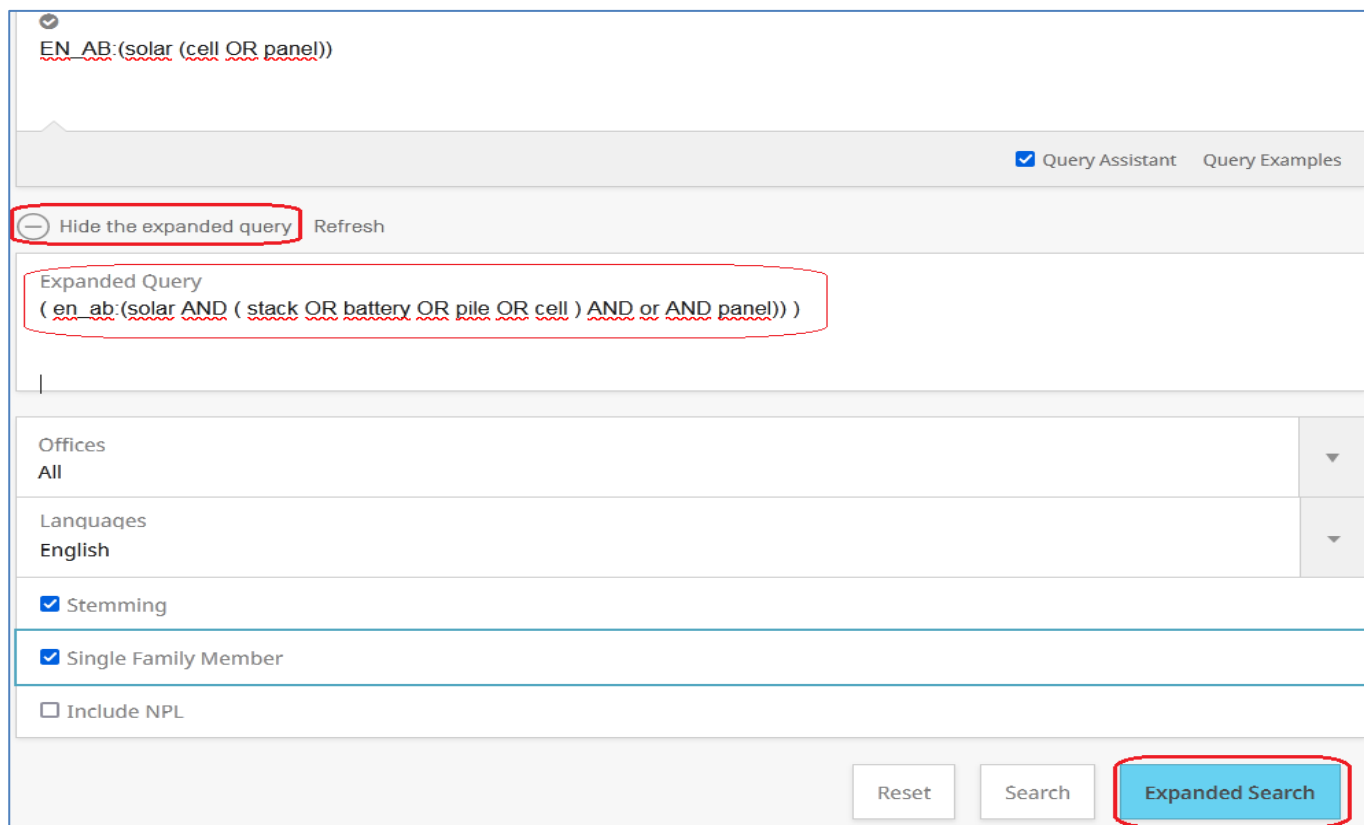 EN_AB:(solar (cell OR panel))
Query Assistant Query Examples
Hide the expanded query Refresh
Expanded Query
( en_ab:(solar AND ( stack OR battery OR pile OR cell ) AND or AND panel)) )
Offices
All
Languages
English
Stemming
Single Family Member
Include NPL
Reset Search Expanded Search